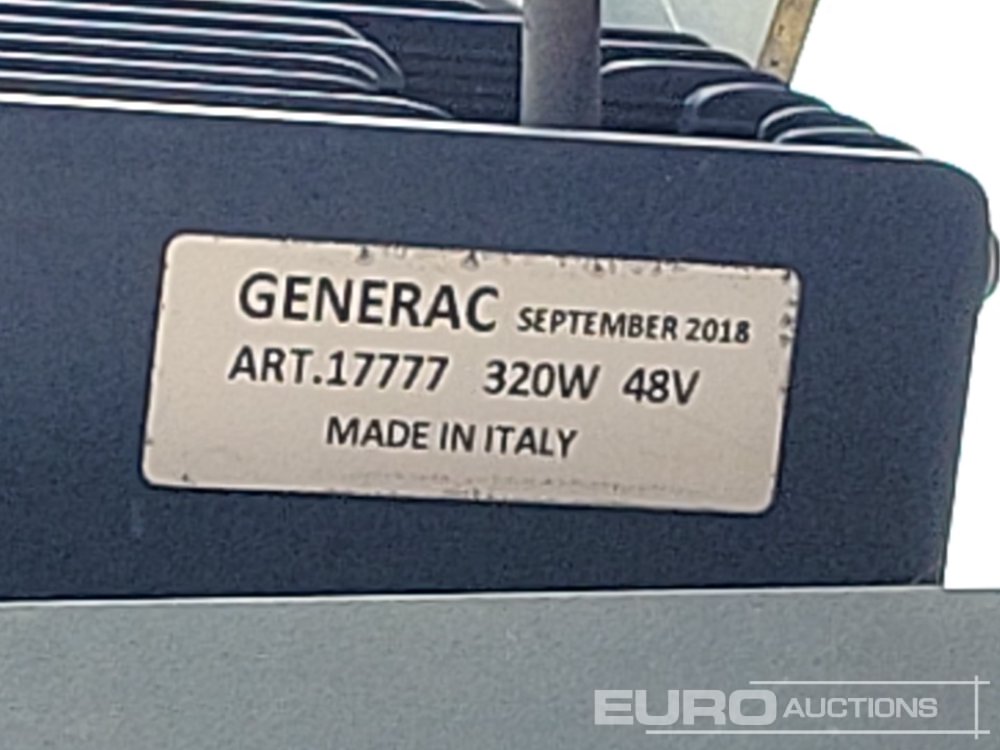 GENERAC SEPTEMBER 2018
ART.17777 320W 48V
MADE IN ITALY
EURO AUCTIONS